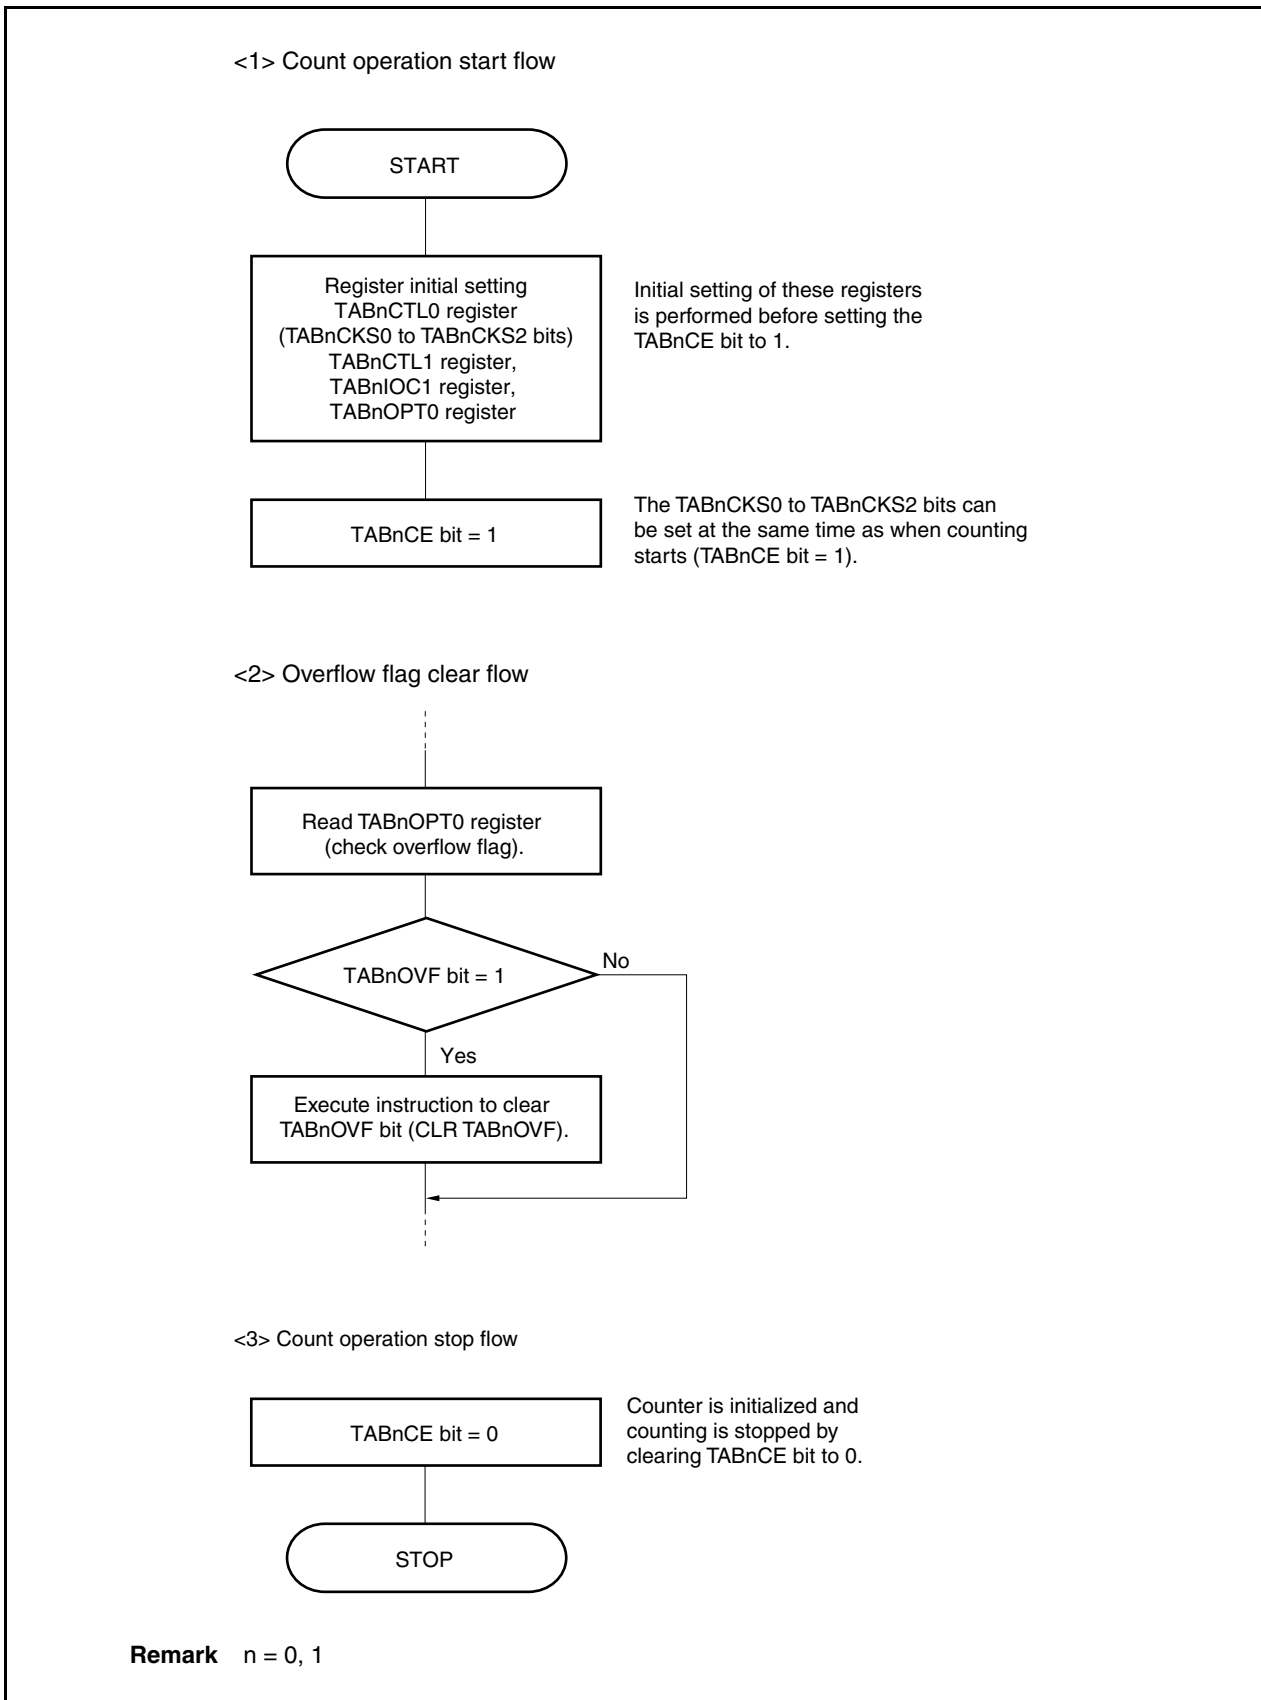 <1> Count operation start flow
START
Register initial setting
TABnCTL0 register
(TABnCKS0 to TABnCKS2 bits)
TABnCTL1 register,
TABnIOC1 register,
TABnOPT0 register
Initial setting of these registers
is performed before setting the
TABnCE bit to 1.
TABnCE bit = 1
The TABnCKS0 to TABnCKS2 bits can
be set at the same time as when counting
starts (TABnCE bit = 1).
<2> Overflow flag clear flow
Read TABnOPT0 register
(check overflow flag).
TABnOVF bit = 1
No
Yes
Execute instruction to clear
TABnOVF bit (CLR TABnOVF).
<3> Count operation stop flow
TABnCE bit = 0
Counter is initialized and
counting is stopped by
clearing TABnCE bit to 0.
STOP
Remark n = 0, 1